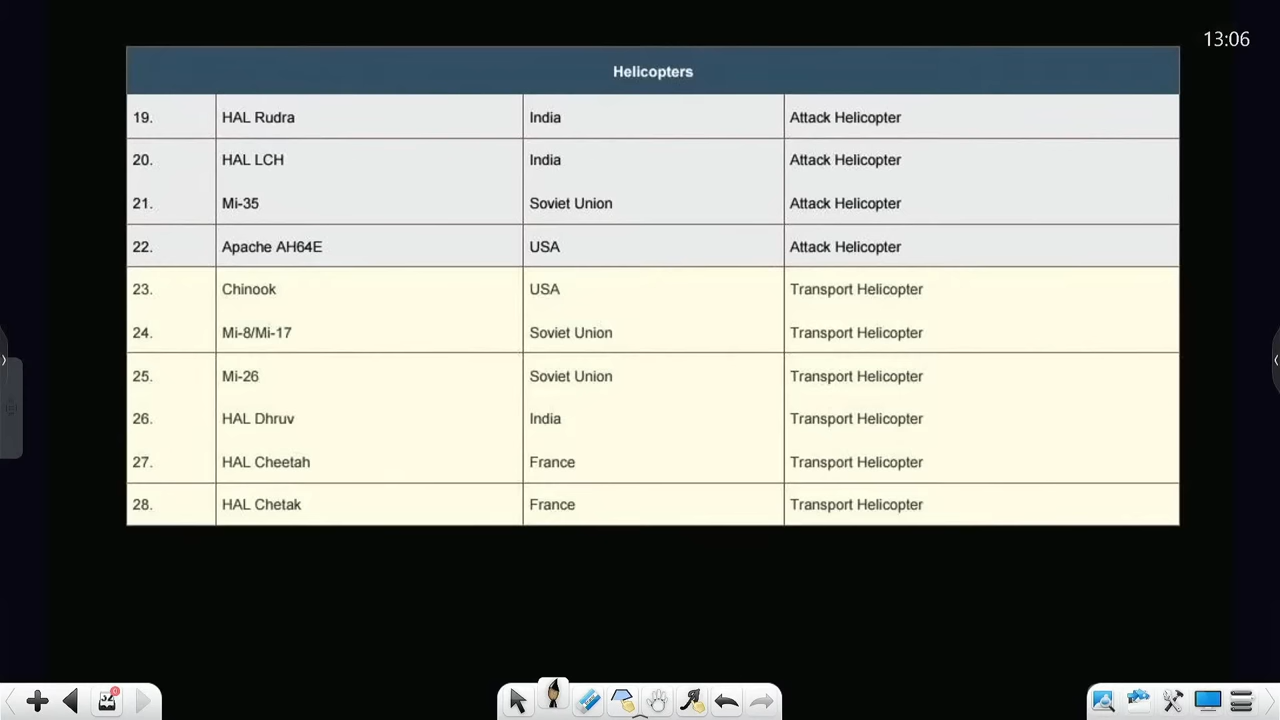 13:06
Helicopters
19. HAL Rudra India Attack Helicopter
20. HAL LCH India Attack Helicopter
21. Mi-35 Soviet Union Attack Helicopter
22. Apache AH64E USA Attack Helicopter
23. Chinook USA Transport Helicopter
24. Mi-8/Mi-17 Soviet Union Transport Helicopter
25. Mi-26 Soviet Union Transport Helicopter
26. HAL Dhruv India Transport Helicopter
27. HAL Cheetah France Transport Helicopter
28. HAL Chetak France Transport Helicopter